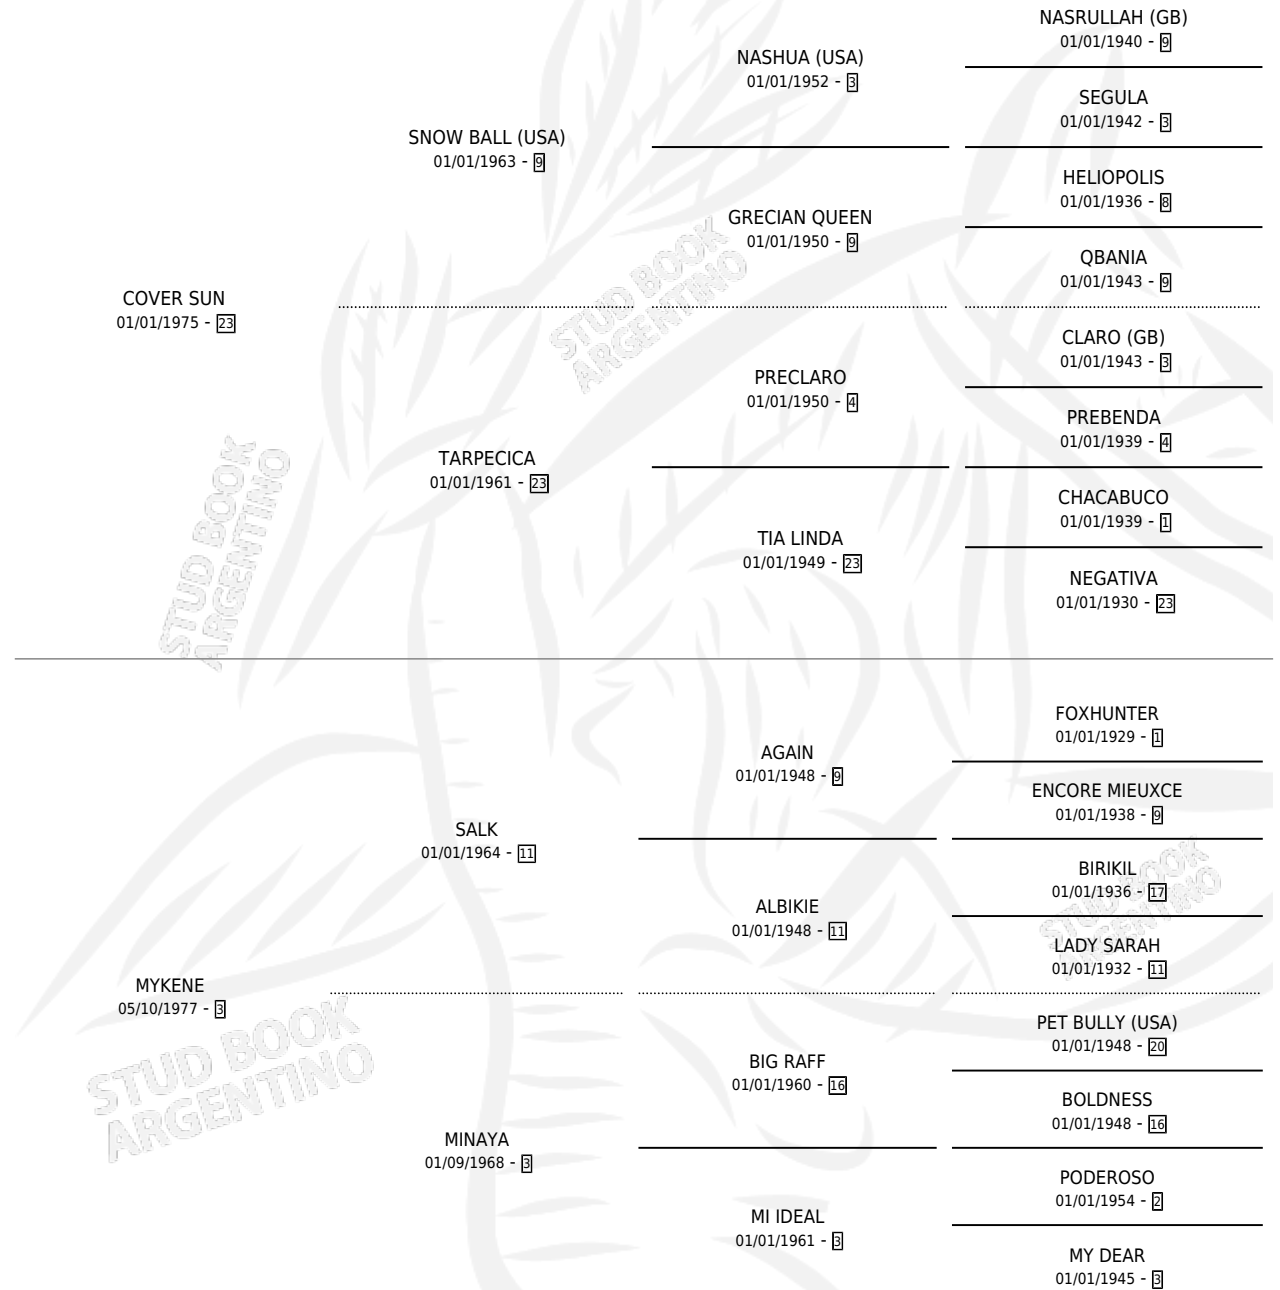 NASRULLAH (GB)
01/01/1940 - 9
NASHUA (USA)
01/01/1952 - 3
SEGULA
01/01/1942 - 3
SNOW BALL (USA)
01/01/1963 - 9
HELIOPOLIS
01/01/1936 - 8
GRECIAN QUEEN
01/01/1950 - 9
QBANIA
01/01/1943 - 9
COVER SUN
01/01/1975 - 23
CLARO (GB)
01/01/1943 - 3
PRECLARO
01/01/1950 - 4
PREBENDA
01/01/1939 - 4
TARPECICA
01/01/1961 - 23
CHACABUCO
01/01/1939 - 1
TIA LINDA
01/01/1949 - 23
NEGATIVA
01/01/1930 - 23
FOXHUNTER
01/01/1929 - 1
AGAIN
01/01/1948 - 9
ENCORE MIEUXCE
01/01/1938 - 9
SALK
01/01/1964 - 11
BIRIKIL
01/01/1936 - 17
ALBIKIE
01/01/1948 - 11
LADY SARAH
01/01/1932 - 11
MYKENE
05/10/1977 - 3
PET BULLY (USA)
01/01/1948 - 20
BIG RAFF
01/01/1960 - 16
BOLDNESS
01/01/1948 - 16
MINAYA
01/09/1968 - 3
PODEROSO
01/01/1954 - 2
MI IDEAL
01/01/1961 - 3
MY DEAR
01/01/1945 - 3
STUD BOOK
ARGENTINO
STUD BOOK
ARGENTINO
STUD BOOK
ARGENTINO
STUD BOOK
ARGENTINO